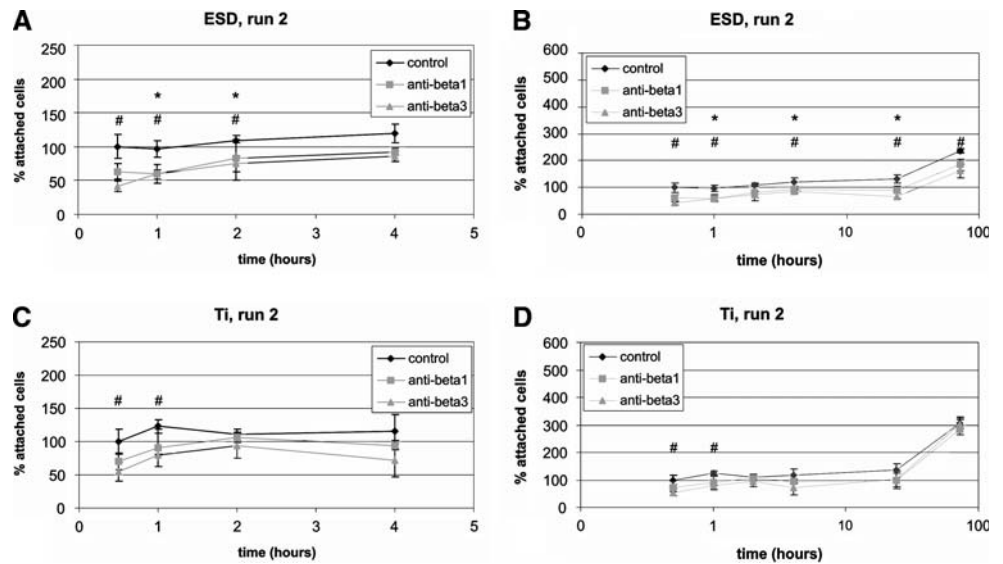 A
ESD, run 2
250
200
150
100
50
0
% attached cells
control
anti-beta1
anti-beta3
* *
# # #
0 1 2 3 4 5
time (hours)
B
ESD, run 2
600
500
400
300
200
100
0
% attached cells
control
anti-beta1
anti-beta3
* * *
# # # # #
0 1 10 100
time (hours)
C
Ti, run 2
250
200
150
100
50
0
% attached cells
control
anti-beta1
anti-beta3
# #
0 1 2 3 4 5
time (hours)
D
Ti, run 2
600
500
400
300
200
100
0
% attached cells
control
anti-beta1
anti-beta3
# #
0 1 10 100
time (hours)